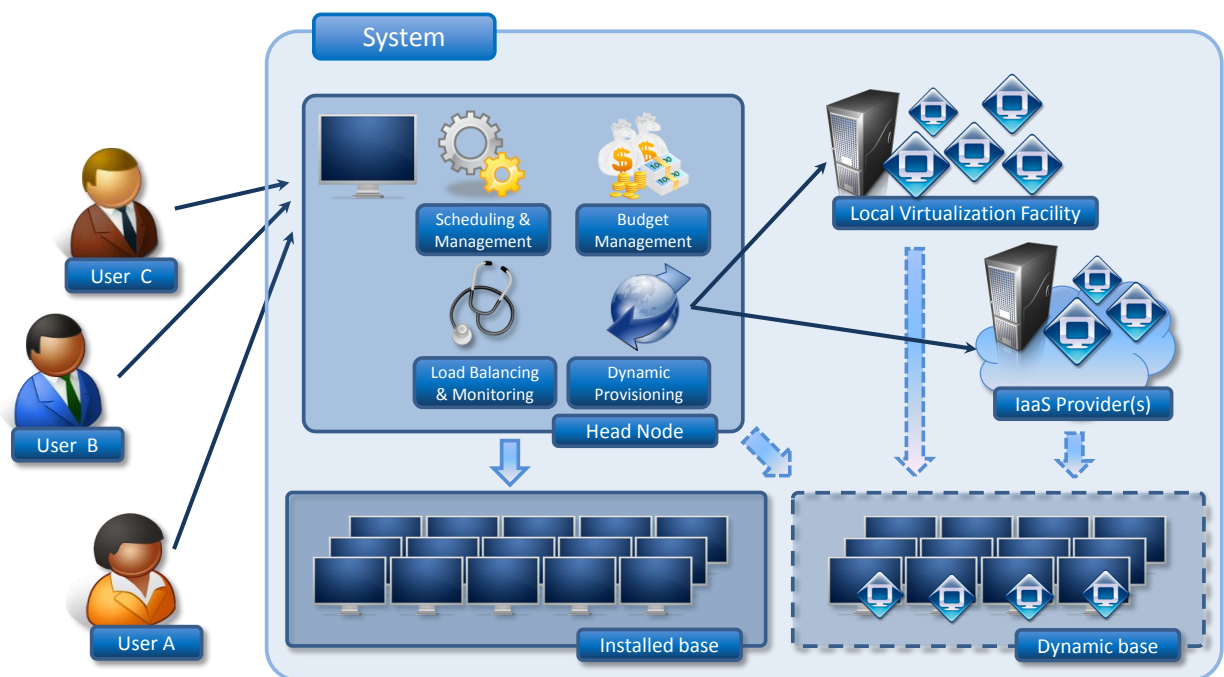 System
Scheduling &
Management
Budget
Management
Local Virtualization Facility
User C
Load Balancing
& Monitoring
Dynamic
Provisioning
IaaS Provider(s)
Head Node
User B
User A
Installed base
Dynamic base